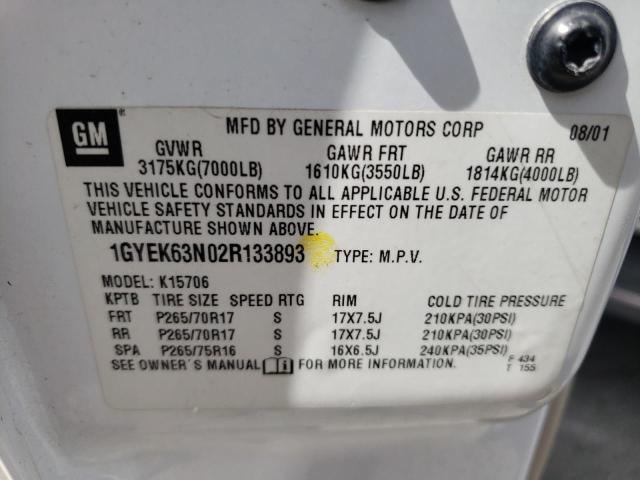 GM
MFD BY GENERAL MOTORS CORP 08/01
GVWR GAWR FRT GAWR RR
3175KG(7000LB) 1610KG(3550LB) 1814KG(4000LB)
THIS VEHICLE CONFORMS TO ALL APPLICABLE U.S. FEDERAL MOTOR
VEHICLE SAFETY STANDARDS IN EFFECT ON THE DATE OF
MANUFACTURE SHOWN ABOVE.
1GYEK63N02R133893 TYPE: M.P.V.
MODEL: K15706
KPTB TIRE SIZE SPEED RTG RIM COLD TIRE PRESSURE
FRT P265/70R17 S 17X7.5J 210KPA(30PSI)
RR P265/70R17 S 17X7.5J 210KPA(30PSI)
SPA P265/75R16 S 16X6.5J 240KPA(35PSI)
SEE OWNER'S MANUAL i FOR MORE INFORMATION. F 434
T 155